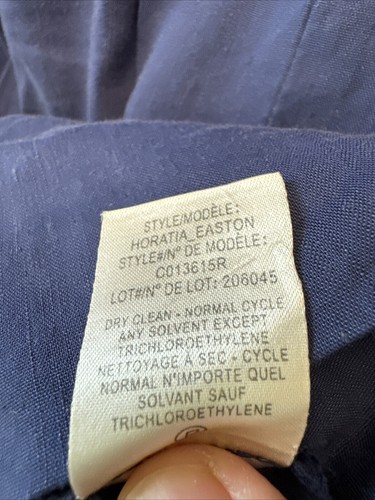 STYLE/MODÈLE:
HORATIA_EASTON
STYLE#/N° DE MODÈLE:
C013615R
LOT#/N° DE LOT: 206045
DRY CLEAN - NORMAL CYCLE
ANY SOLVENT EXCEPT
TRICHLOROETHYLENE
NETTOYAGE À SEC - CYCLE
NORMAL N'IMPORTE QUEL
SOLVANT SAUF
TRICHLOROETHYLENE